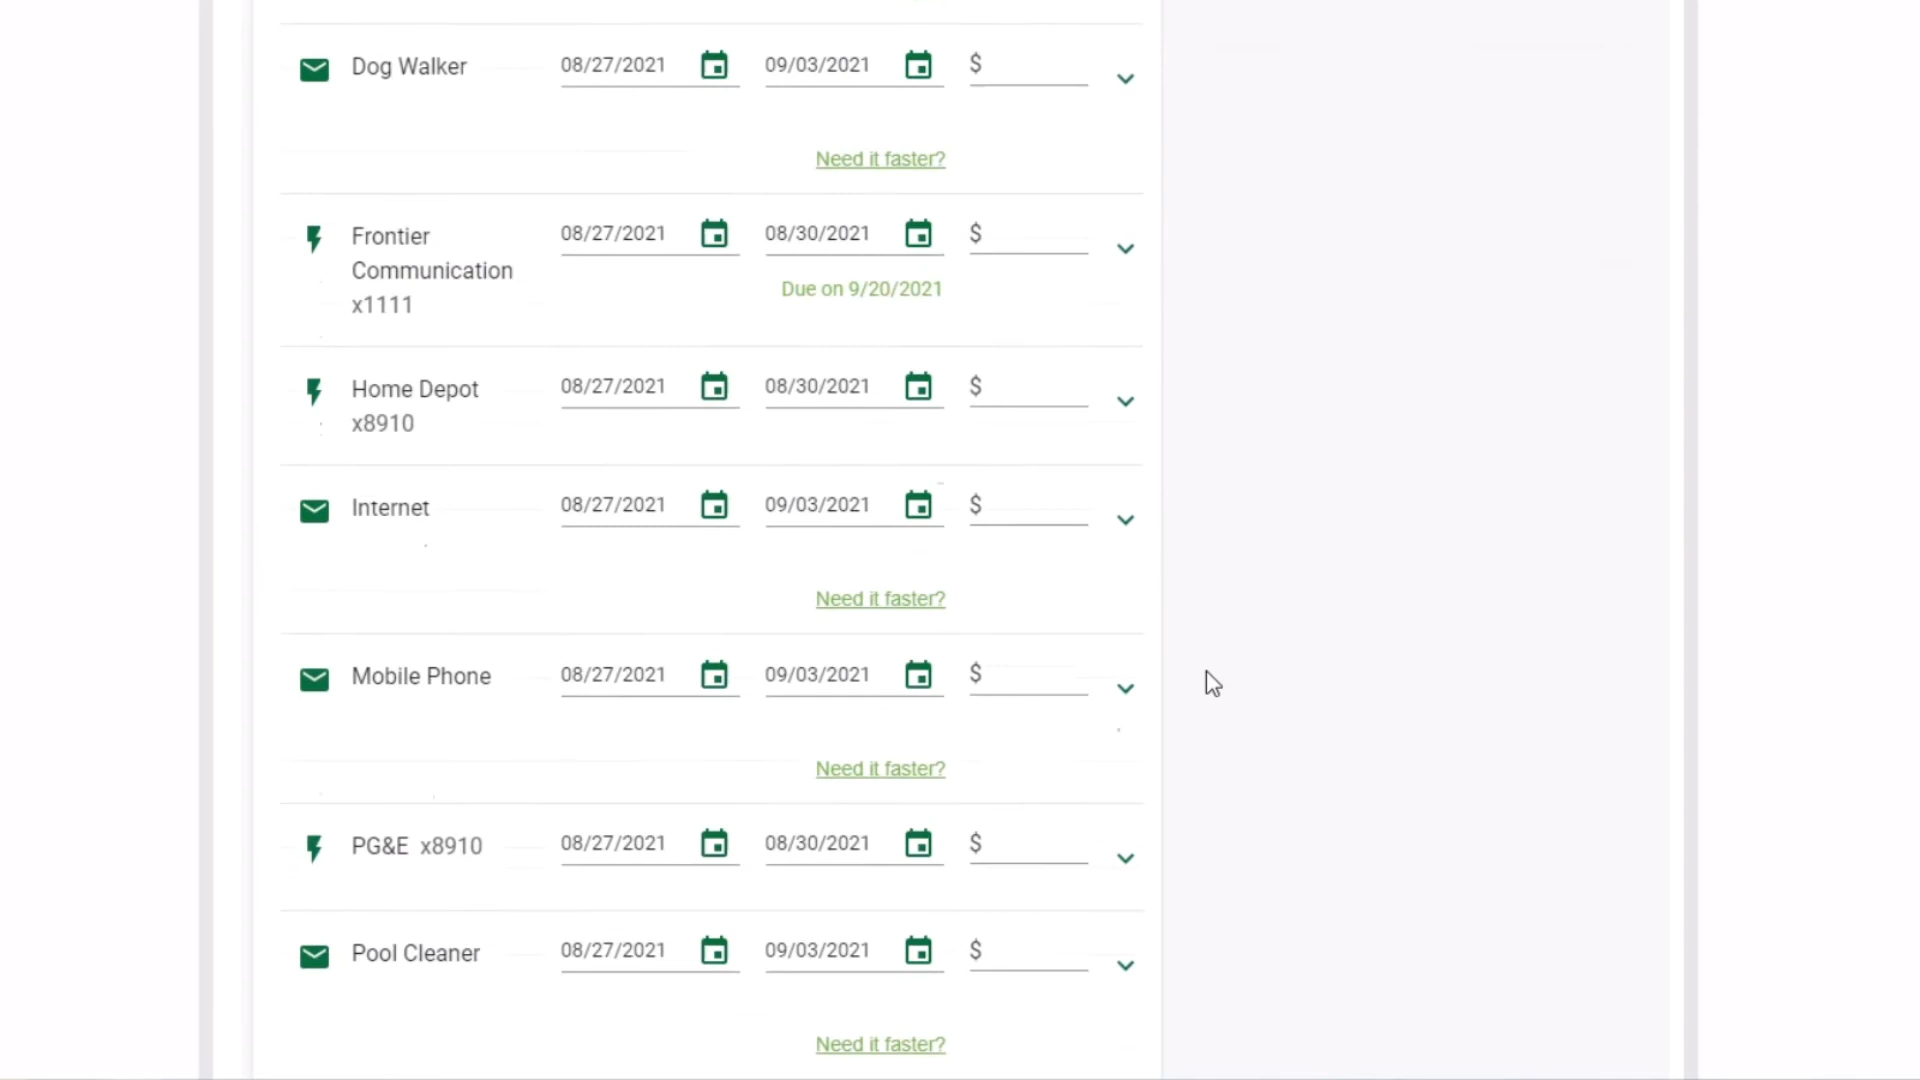 Dog Walker 08/27/2021 09/03/2021 $
Need it faster?
Frontier 08/27/2021 08/30/2021 $
Communication
Due on 9/20/2021
x1111
Home Depot 08/27/2021 08/30/2021 $
x8910
Internet 08/27/2021 09/03/2021 $
Need it faster?
Mobile Phone 08/27/2021 09/03/2021 $
Need it faster?
PG&E x8910 08/27/2021 08/30/2021 $
Pool Cleaner 08/27/2021 09/03/2021 $
Need it faster?